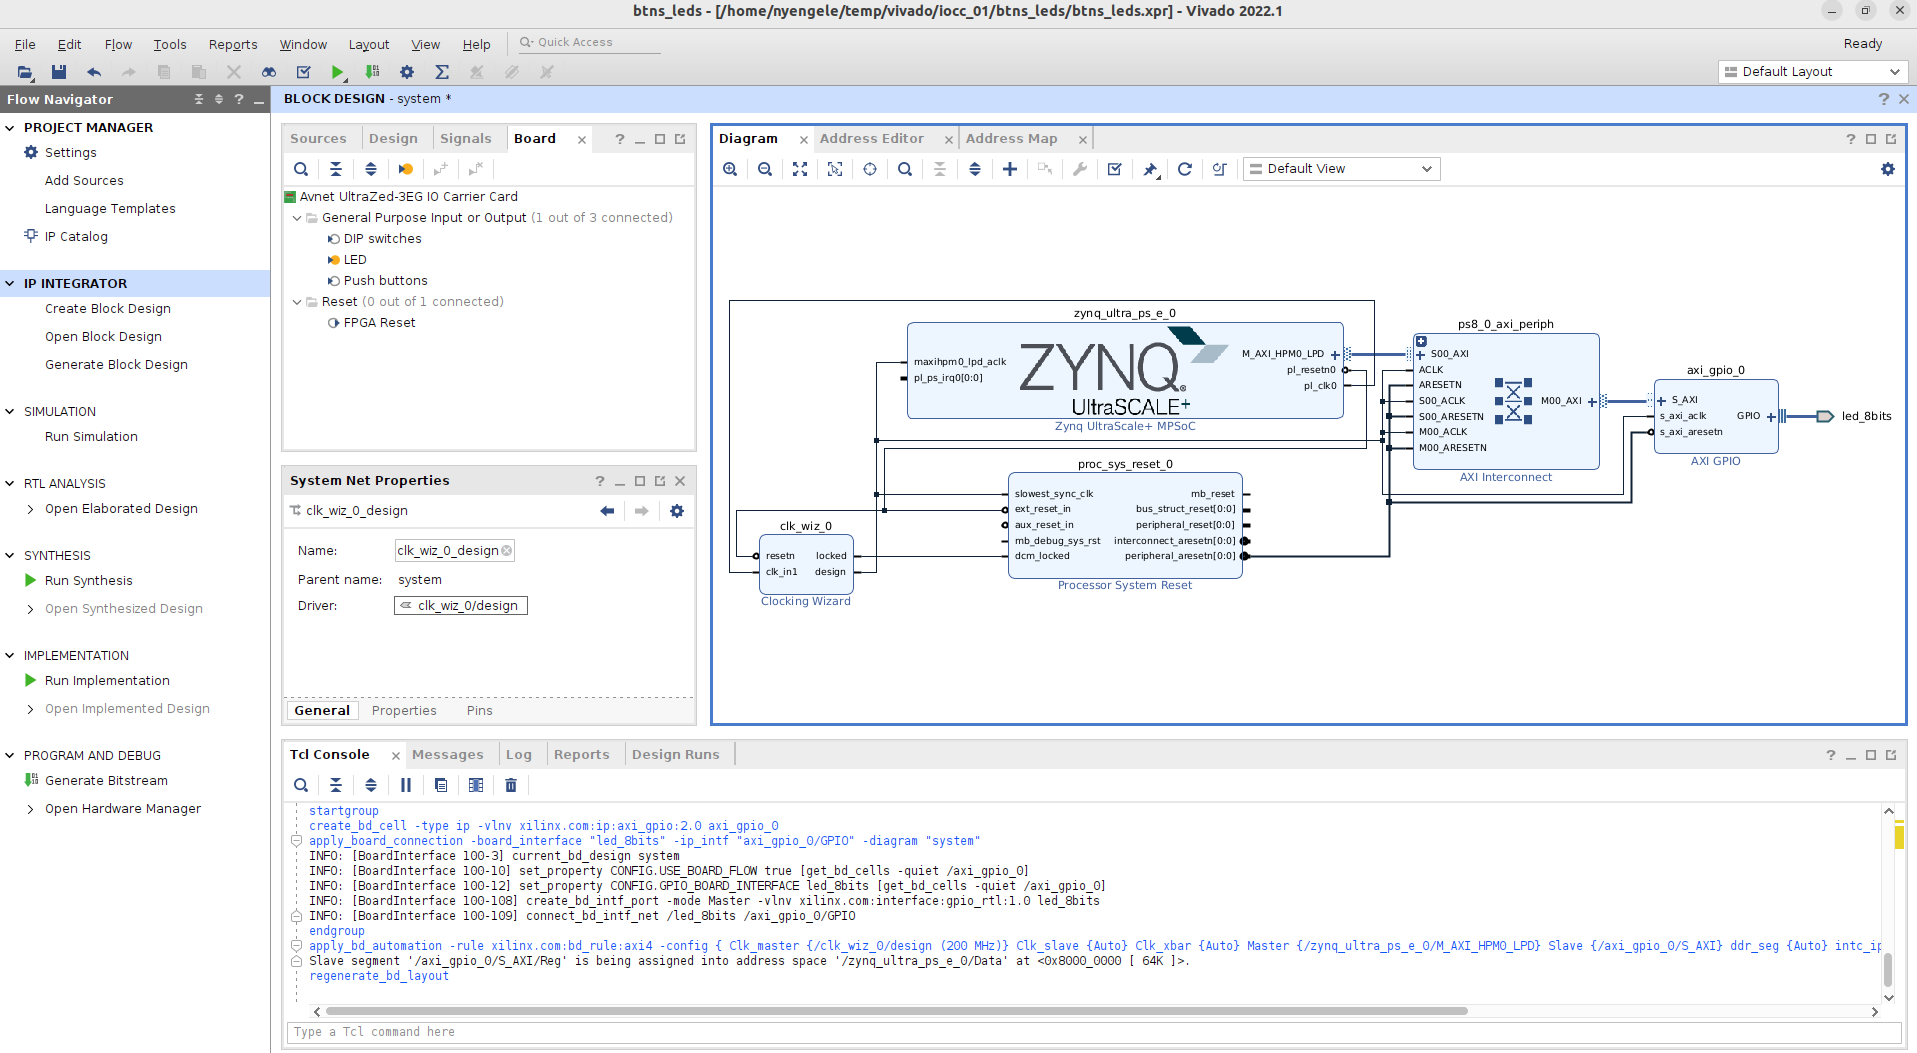 btns_leds - [/home/nyengele/temp/vivado/iocc_01/btns_leds/btns_leds.xpr] - Vivado 2022.1
File Edit Flow Tools Reports Window Layout View Help Quick Access Ready
Default Layout
Flow Navigator
PROJECT MANAGER
Settings
Add Sources
Language Templates
IP Catalog
IP INTEGRATOR
Create Block Design
Open Block Design
Generate Block Design
SIMULATION
Run Simulation
RTL ANALYSIS
Open Elaborated Design
SYNTHESIS
Run Synthesis
Open Synthesized Design
IMPLEMENTATION
Run Implementation
Open Implemented Design
PROGRAM AND DEBUG
Generate Bitstream
Open Hardware Manager
BLOCK DESIGN - system *
Sources Design Signals Board
Avnet UltraZed-3EG IO Carrier Card
General Purpose Input or Output (1 out of 3 connected)
DIP switches
LED
Push buttons
Reset (0 out of 1 connected)
FPGA Reset
System Net Properties
clk_wiz_0_design
Name: clk_wiz_0_design
Parent name: system
Driver: clk_wiz_0/design
General Properties Pins
Diagram Address Editor Address Map
Default View
zynq_ultra_ps_e_0
maxihpm0_lpd_aclk
pl_ps_irq0[0:0]
ZYNQ
UltraSCALE+
M_AXI_HPM0_LPD
pl_resetn0
pl_clk0
Zynq UltraScale+ MPSoC
ps8_0_axi_periph
S00_AXI
ACLK
ARESETN
S00_ACLK
S00_ARESETN
M00_ACLK
M00_ARESETN
M00_AXI
AXI Interconnect
axi_gpio_0
S_AXI
s_axi_aclk
s_axi_aresetn
GPIO
AXI GPIO
led_8bits
proc_sys_reset_0
slowest_sync_clk
ext_reset_in
aux_reset_in
mb_debug_sys_rst
dcm_locked
mb_reset
bus_struct_reset[0:0]
peripheral_reset[0:0]
interconnect_aresetn[0:0]
peripheral_aresetn[0:0]
Processor System Reset
clk_wiz_0
resetn
clk_in1
locked
design
Clocking Wizard
Tcl Console Messages Log Reports Design Runs
startgroup
create_bd_cell -type ip -vlnv xilinx.com:ip:axi_gpio:2.0 axi_gpio_0
apply_board_connection -board_interface "led_8bits" -ip_intf "axi_gpio_0/GPIO" -diagram "system"
INFO: [BoardInterface 100-3] current_bd_design system
INFO: [BoardInterface 100-10] set_property CONFIG.USE_BOARD_FLOW true [get_bd_cells -quiet /axi_gpio_0]
INFO: [BoardInterface 100-12] set_property CONFIG.GPIO_BOARD_INTERFACE led_8bits [get_bd_cells -quiet /axi_gpio_0]
INFO: [BoardInterface 100-108] create_bd_intf_port -mode Master -vlnv xilinx.com:interface:gpio_rtl:1.0 led_8bits
INFO: [BoardInterface 100-109] connect_bd_intf_net /led_8bits /axi_gpio_0/GPIO
endgroup
apply_bd_automation -rule xilinx.com:bd_rule:axi4 -config { Clk_master {/clk_wiz_0/design (200 MHz)} Clk_slave {Auto} Clk_xbar {Auto} Master {/zynq_ultra_ps_e_0/M_AXI_HPM0_LPD} Slave {/axi_gpio_0/S_AXI} ddr_seg {Auto} intc_ip
Slave segment '/axi_gpio_0/S_AXI/Reg' is being assigned into address space '/zynq_ultra_ps_e_0/Data' at <0x8000_0000 [ 64K ]>.
regenerate_bd_layout
Type a Tcl command here